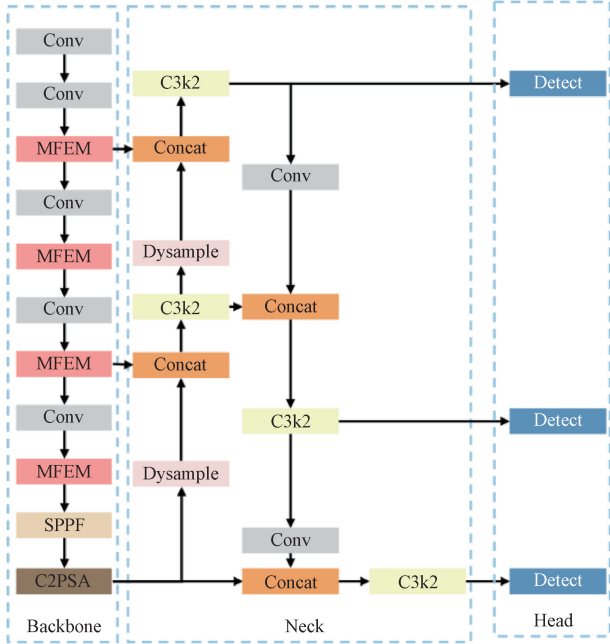 Conv
Conv
MFEM
Conv
MFEM
Conv
MFEM
Conv
MFEM
SPPF
C2PSA
Backbone
C3k2
Concat
Dysample
C3k2
Concat
Dysample
Conv
Concat
C3k2
Conv
Concat
C3k2
Neck
Detect
Detect
Detect
Head